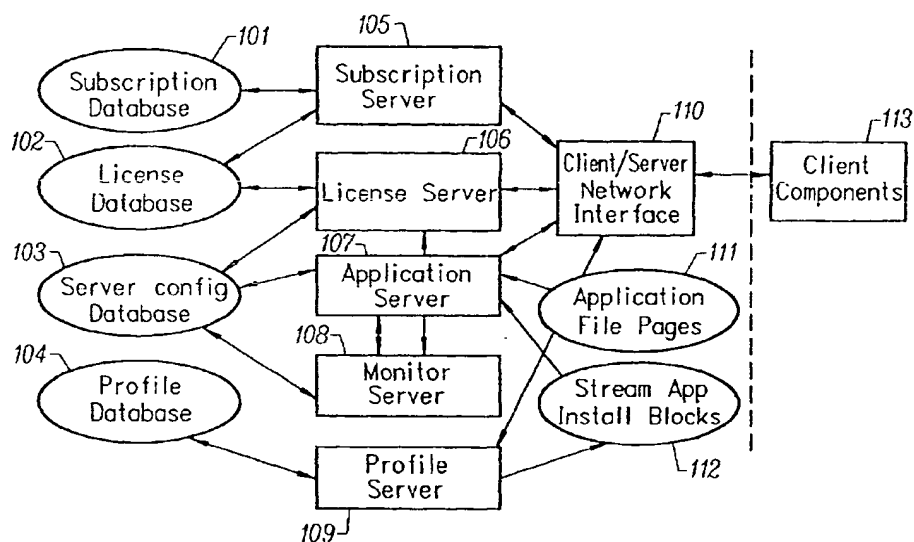 101
Subscription
Database
105
Subscription
Server
102
License
Database
106
License Server
110
Client/Server
Network
Interface
113
Client
Components
103
Server config
Database
107
Application
Server
111
Application
File Pages
104
Profile
Database
108
Monitor
Server
Stream App
Install Blocks
112
Profile
Server
109